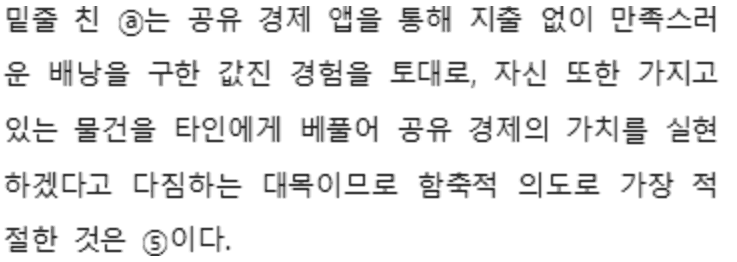 밑줄 친 ⓐ는 공유 경제 앱을 통해 지출 없이 만족스러
운 배낭을 구한 값진 경험을 토대로, 자신 또한 가지고
있는 물건을 타인에게 베풀어 공유 경제의 가치를 실현
하겠다고 다짐하는 대목이므로 함축적 의도로 가장 적
절한 것은 ⑤이다.